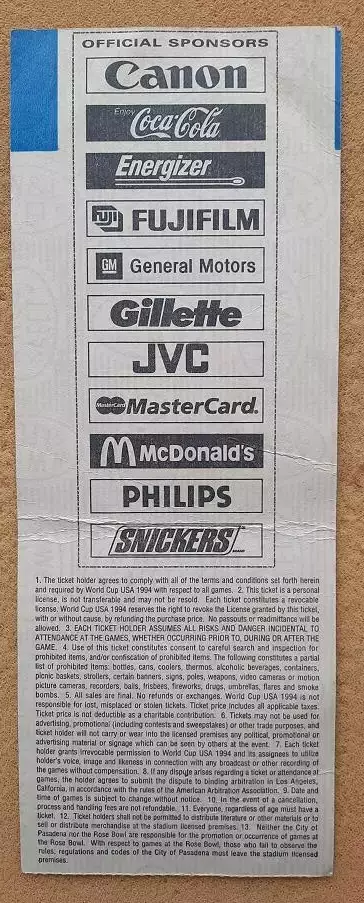 OFFICIAL SPONSORS
Canon
Enjoy
Coca-Cola
Energizer
FUJI FUJIFILM
GM General Motors
Gillette
JVC
MasterCard MasterCard.
M McDonald's
PHILIPS
SNICKERS
1. The ticket holder agrees to comply with all of the terms and conditions set forth herein
and required by World Cup USA 1994 with respect to all games. 2. This ticket is a personal
license, is not transferable and may not be resold. Each ticket constitutes a revocable
license. World Cup USA 1994 reserves the right to revoke the License granted by this ticket,
with or without cause, by refunding the purchase price. No passouts or readmittance will be
allowed. 3. EACH TICKET HOLDER ASSUMES ALL RISKS AND DANGER INCIDENTAL TO
ATTENDANCE AT THE GAMES, WHETHER OCCURRING PRIOR TO, DURING OR AFTER THE
GAME. 4. Use of this ticket constitutes consent to careful search and inspection for
prohibited items, and/or confiscation of prohibited items. The following constitutes a partial
list of prohibited items: bottles, cans, coolers, thermos, alcoholic beverages, containers,
picnic baskets, strollers, certain banners, signs, poles, weapons, video cameras or motion
picture cameras, recorders, balls, frisbees, fireworks, drugs, umbrellas, flares and smoke
bombs. 5. All sales are final. No refunds or exchanges. World Cup USA 1994 is not
responsible for lost, misplaced or stolen tickets. Ticket price includes all applicable taxes.
Ticket price is not deductible as a charitable contribution. 6. Tickets may not be used for
advertising, promotional (including contests and sweepstakes) or other trade purposes, and
ticket holder will not carry or wear into the licensed premises any political, promotional or
advertising material or signage which can be seen by others at the event. 7. Each ticket
holder grants irrevocable permission to World Cup USA 1994 and its assignees to utilize
holder's voice, image and likeness in connection with any broadcast or other recording of
the games without compensation. 8. If any dispute arises regarding a ticket or attendance of
games, the holder agrees to submit the dispute to binding arbitration in Los Angeles,
California, in accordance with the rules of the American Arbitration Association. 9. Date and
time of games is subject to change without notice. 10. In the event of a cancellation,
process and handling fees are not refundable. 11. Everyone, regardless of age must have a
ticket. 12. Ticket holders shall not be permitted to distribute literature or other materials or to
sell or distribute merchandise at the stadium licensed premises. 13. Neither the City of
Pasadena nor the Rose Bowl are responsible for the promotion or occurrence of games at
the Rose Bowl. With respect to games at the Rose Bowl, those who fail to observe the
rules, regulations and codes of the City of Pasadena must leave the stadium licensed
premises.